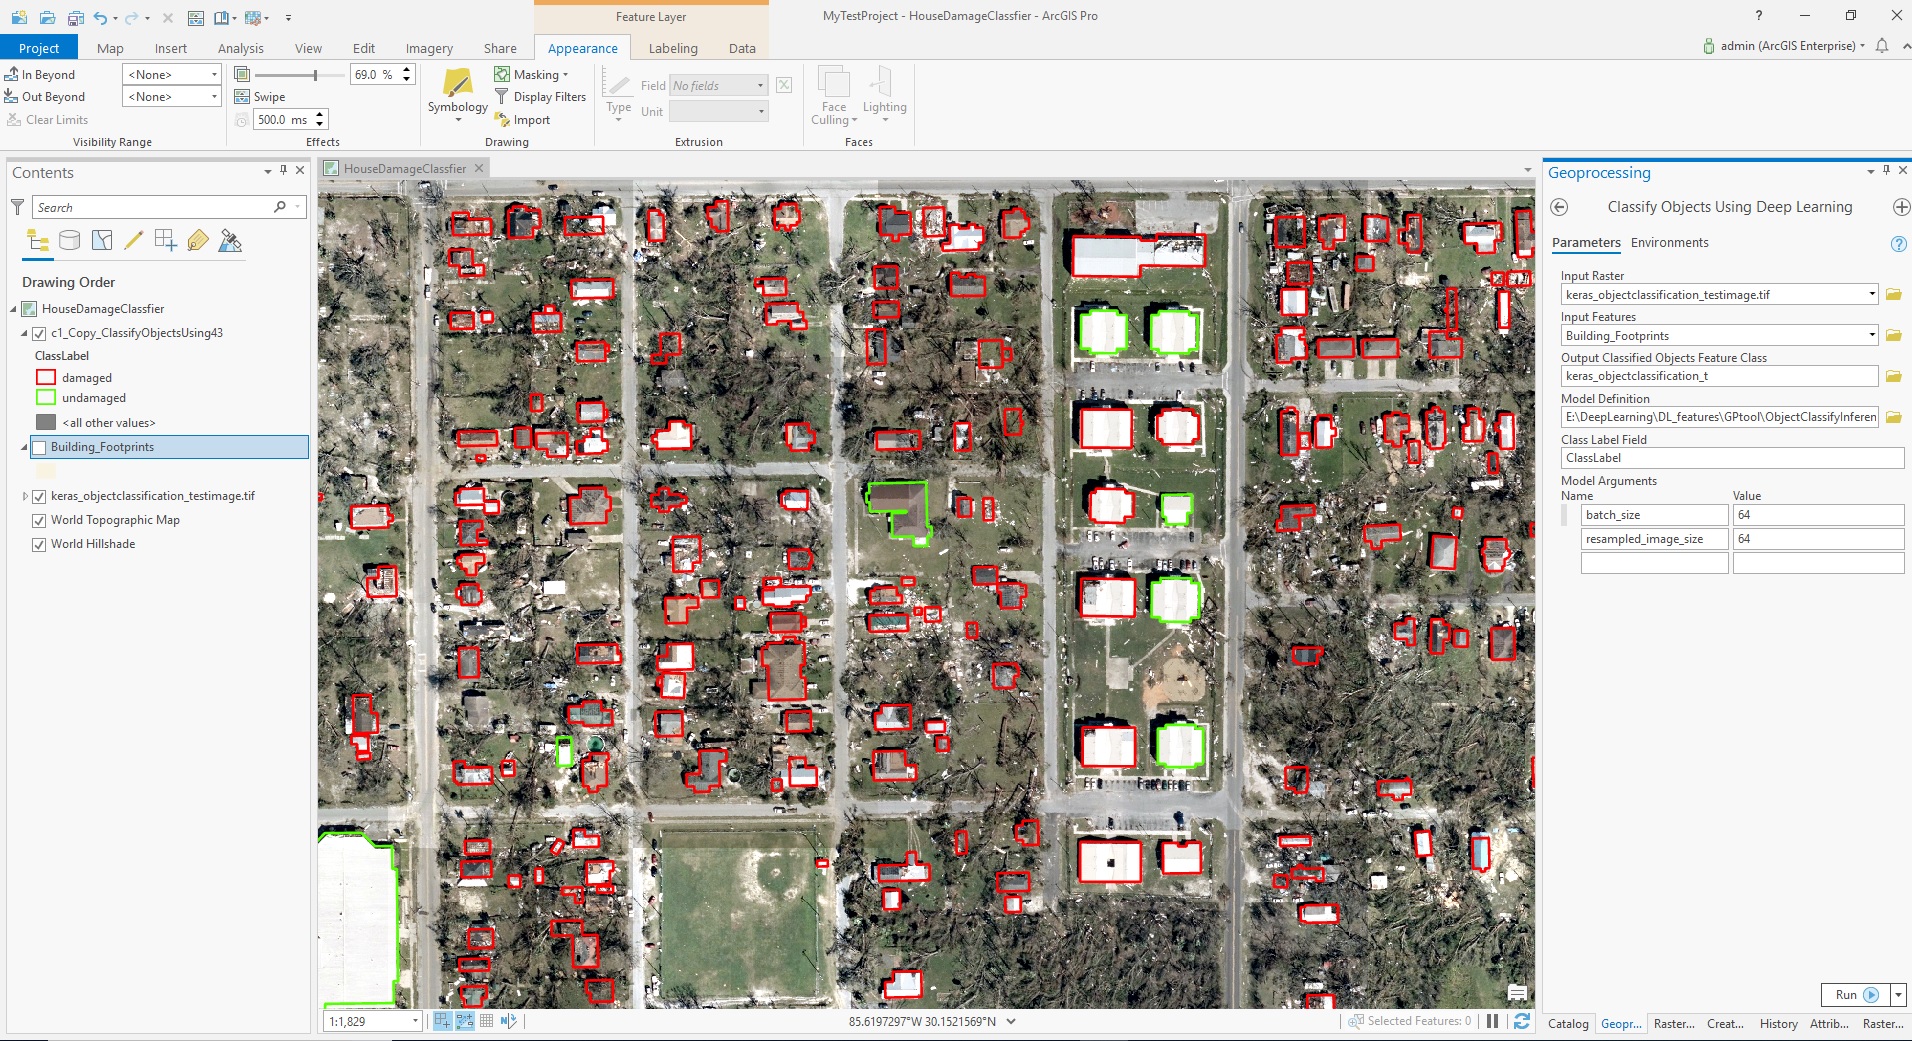 Feature Layer
MyTestProject - HouseDamageClassfier - ArcGIS Pro
?
Project
Map
Insert
Analysis
View
Edit
Imagery
Share
Appearance
Labeling
Data
admin (ArcGIS Enterprise)
In Beyond
<None>
Out Beyond
<None>
Clear Limits
Visibility Range
69.0 %
Swipe
500.0 ms
Effects
Symbology
Masking
Display Filters
Import
Drawing
Type
Field
No fields
Unit
Extrusion
Face
Culling
Lighting
Faces
Contents
Search
Drawing Order
HouseDamageClassfier
c1_Copy_ClassifyObjectsUsing43
ClassLabel
damaged
undamaged
<all other values>
Building_Footprints
keras_objectclassification_testimage.tif
World Topographic Map
World Hillshade
HouseDamageClassfier
1:1,829
85.6197297°W 30.1521569°N
Selected Features: 0
Geoprocessing
Classify Objects Using Deep Learning
Parameters
Environments
?
Input Raster
keras_objectclassification_testimage.tif
Input Features
Building_Footprints
Output Classified Objects Feature Class
keras_objectclassification_t
Model Definition
E:\DeepLearning\DL_features\GPtool\ObjectClassifyInferen
Class Label Field
ClassLabel
Model Arguments
Name
Value
batch_size
64
resampled_image_size
64
Run
Catalog
Geopr...
Raster...
Creat...
History
Attrib...
Raster...